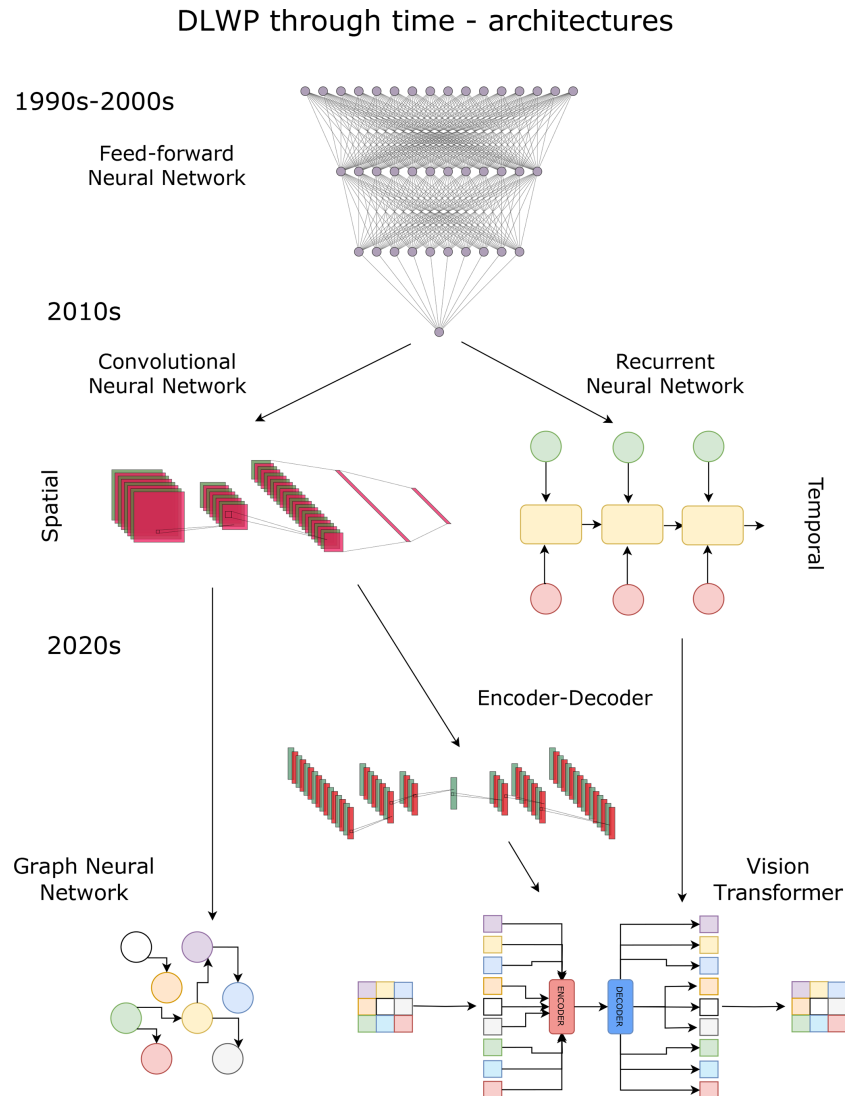 DLWP through time - architectures
1990s-2000s
Feed-forward
Neural Network
2010s
Convolutional
Neural Network
Recurrent
Neural Network
Spatial
Temporal
2020s
Encoder-Decoder
Graph Neural
Network
Vision
Transformer
ENCODER
DECODER